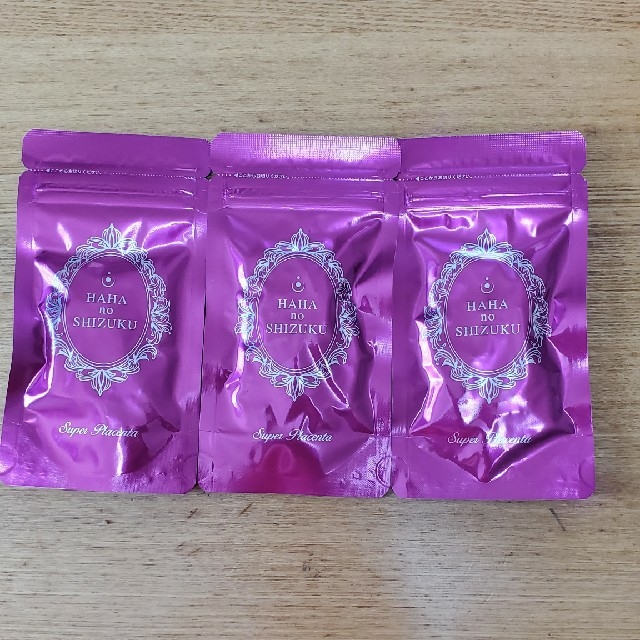 HAHA
no
SHIZUKU
Super Placenta
HAHA
no
SHIZUKU
Super Placenta
HAHA
no
SHIZUKU
Super Placenta